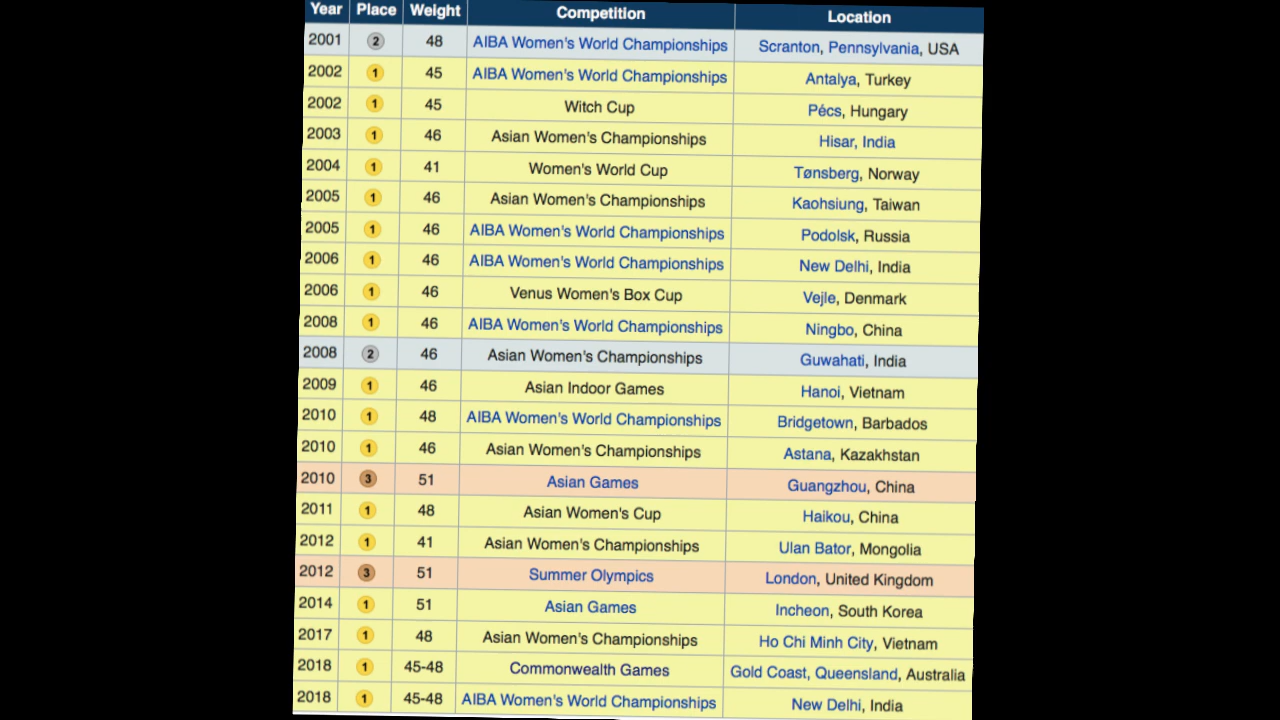 Year Place Weight Competition Location
2001 2 48 AIBA Women's World Championships Scranton, Pennsylvania, USA
2002 1 45 AIBA Women's World Championships Antalya, Turkey
2002 1 45 Witch Cup Pécs, Hungary
2003 1 46 Asian Women's Championships Hisar, India
2004 1 41 Women's World Cup Tønsberg, Norway
2005 1 46 Asian Women's Championships Kaohsiung, Taiwan
2005 1 46 AIBA Women's World Championships Podolsk, Russia
2006 1 46 AIBA Women's World Championships New Delhi, India
2006 1 46 Venus Women's Box Cup Vejle, Denmark
2008 1 46 AIBA Women's World Championships Ningbo, China
2008 2 46 Asian Women's Championships Guwahati, India
2009 1 46 Asian Indoor Games Hanoi, Vietnam
2010 1 48 AIBA Women's World Championships Bridgetown, Barbados
2010 1 46 Asian Women's Championships Astana, Kazakhstan
2010 3 51 Asian Games Guangzhou, China
2011 1 48 Asian Women's Cup Haikou, China
2012 1 41 Asian Women's Championships Ulan Bator, Mongolia
2012 3 51 Summer Olympics London, United Kingdom
2014 1 51 Asian Games Incheon, South Korea
2017 1 48 Asian Women's Championships Ho Chi Minh City, Vietnam
2018 1 45-48 Commonwealth Games Gold Coast, Queensland, Australia
2018 1 45-48 AIBA Women's World Championships New Delhi, India